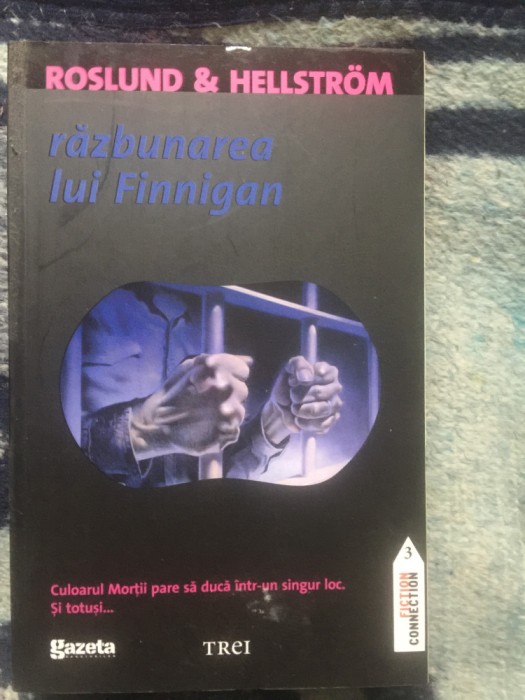 ROSLUND & HELLSTRÖM
răzbunarea
lui Finnigan
Culoarul Morții pare să ducă într-un singur loc.
Și totuși...
3
FICTION
CONNECTION
gazeta
TREI